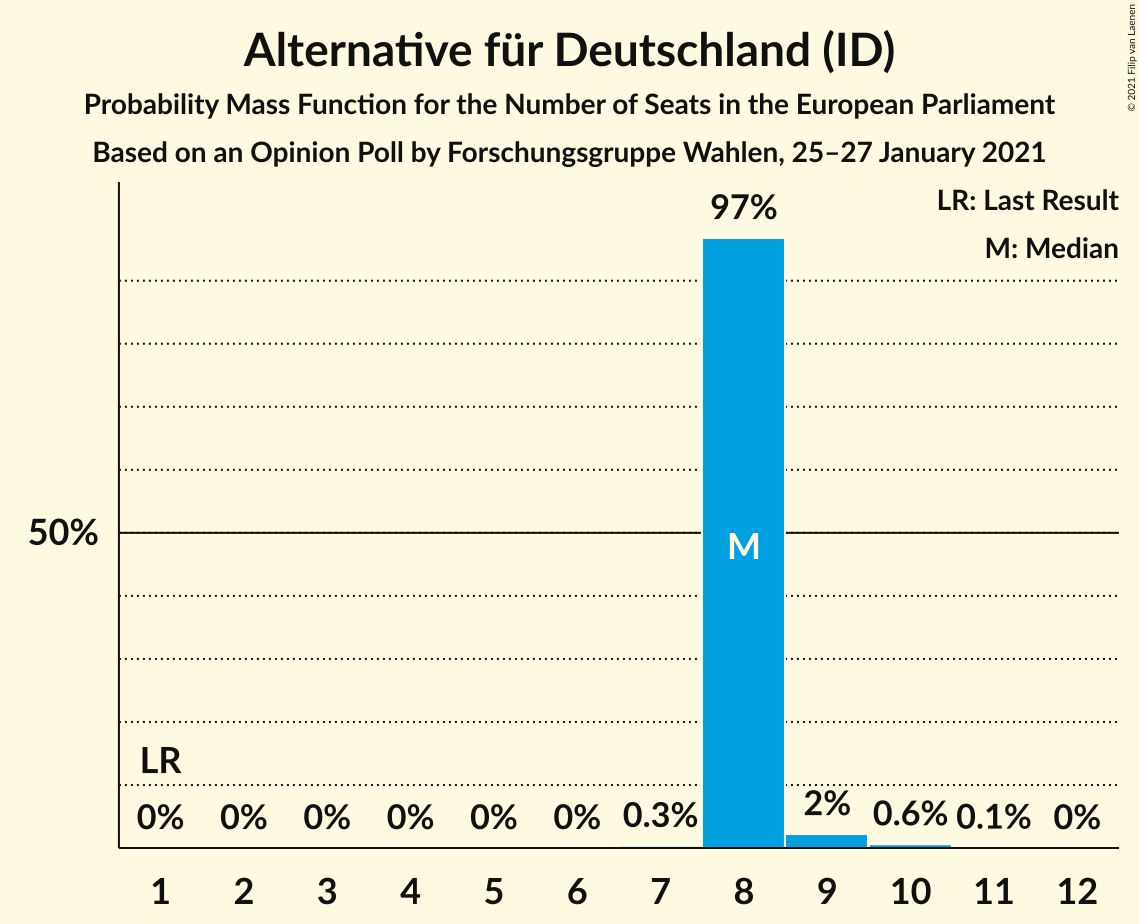 Alternative für Deutschland (ID)
Probability Mass Function for the Number of Seats in the European Parliament
Based on an Opinion Poll by Forschungsgruppe Wahlen, 25–27 January 2021
© 2021 Filip van Laenen
LR: Last Result
M: Median
97%
50%
M
LR
0% 0% 0% 0% 0% 0% 0.3% 2% 0.6% 0.1% 0%
1 2 3 4 5 6 7 8 9 10 11 12